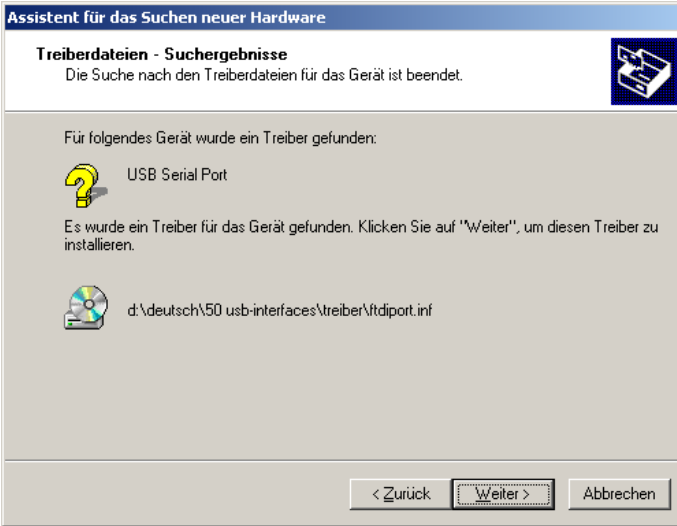 Assistent für das Suchen neuer Hardware
Treiberdateien - Suchergebnisse
Die Suche nach den Treiberdateien für das Gerät ist beendet.
Für folgendes Gerät wurde ein Treiber gefunden:
USB Serial Port
Es wurde ein Treiber für das Gerät gefunden. Klicken Sie auf "Weiter", um diesen Treiber zu
installieren.
d:\deutsch\50 usb-interfaces\treiber\ftdiport.inf
< Zurück
Weiter >
Abbrechen